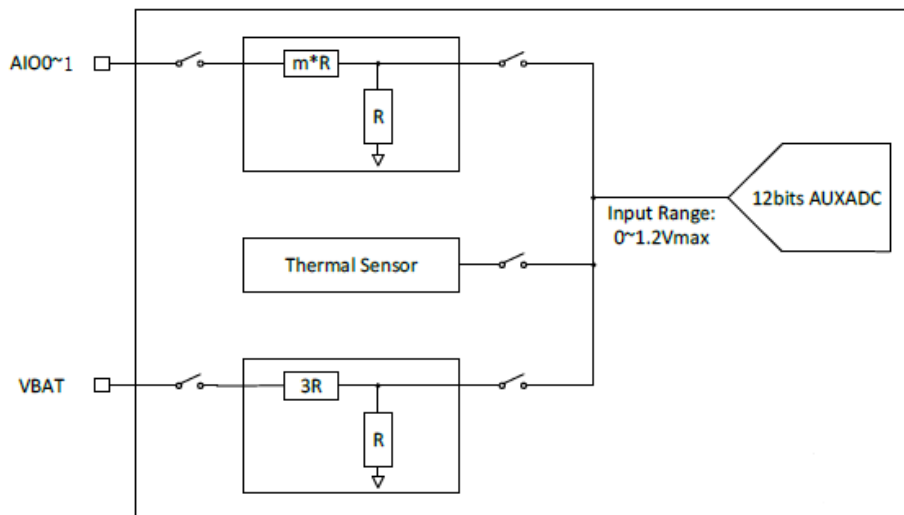 AIO0~1
m*R
R
12bits AUXADC
Input Range:
0~1.2Vmax
Thermal Sensor
VBAT
3R
R